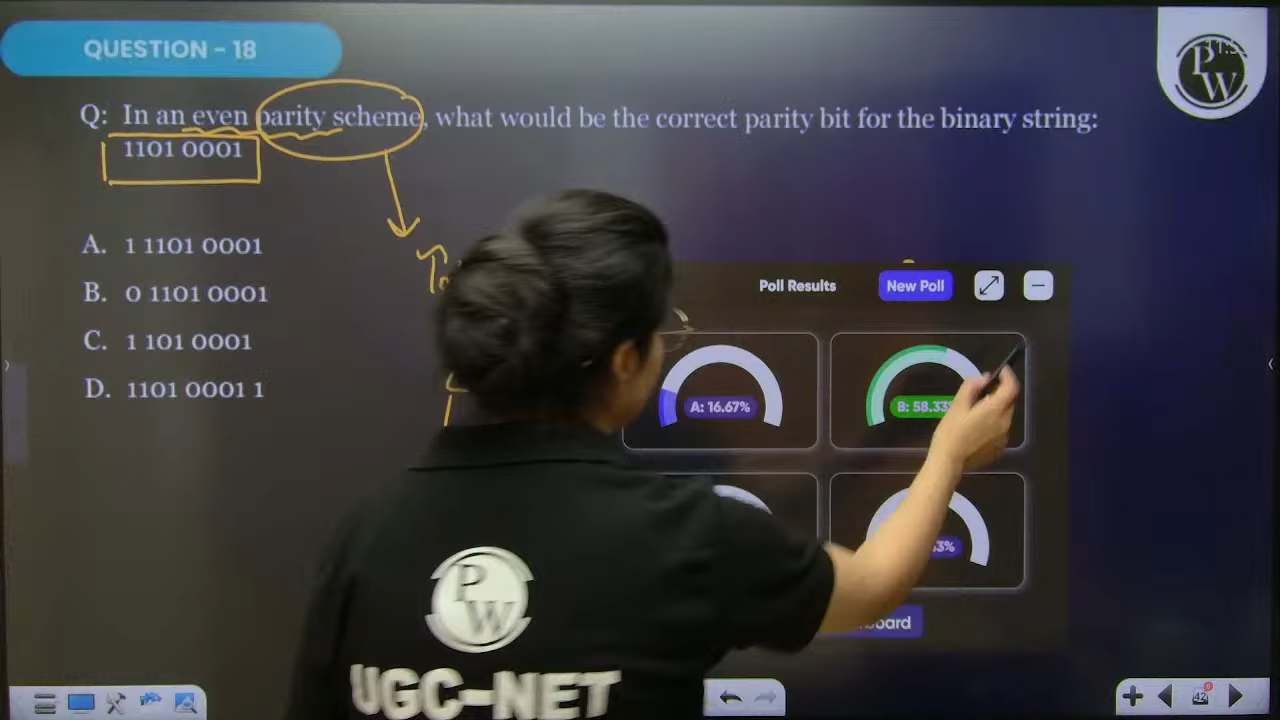 QUESTION - 18
PW
Q: In an even parity scheme, what would be the correct parity bit for the binary string:
1101 0001
A. 1 1101 0001
B. 0 1101 0001
C. 1 101 0001
D. 1101 0001 1
Poll Results
New Poll
A: 16.67%
B: 58.33%
PW
UGC-NET
42